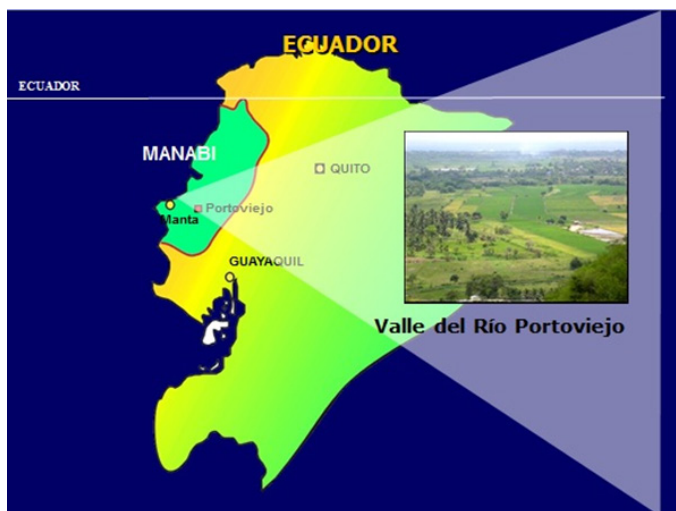 ECUADOR
ECUADOR
MANABI
QUITO
Portoviejo
Manta
GUAYAQUIL
Valle del Río Portoviejo